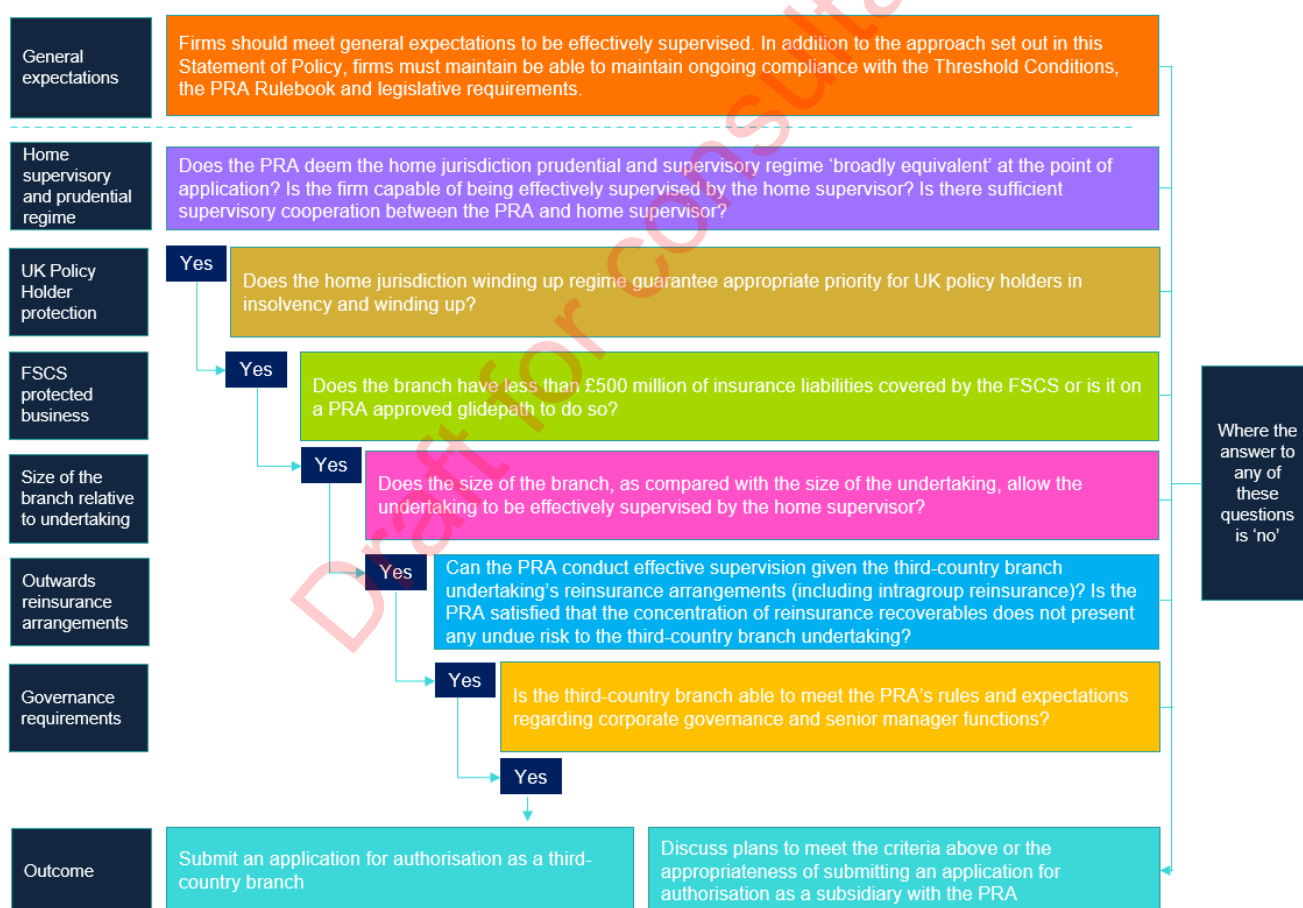 General
expectations
Firms should meet general expectations to be effectively supervised. In addition to the approach set out in this
Statement of Policy, firms must maintain be able to maintain ongoing compliance with the Threshold Conditions,
the PRA Rulebook and legislative requirements.
Home
supervisory
and prudential
regime
Does the PRA deem the home jurisdiction prudential and supervisory regime ‘broadly equivalent’ at the point of
application? Is the firm capable of being effectively supervised by the home supervisor? Is there sufficient
supervisory cooperation between the PRA and home supervisor?
UK Policy
Holder
protection
Yes
Does the home jurisdiction winding up regime guarantee appropriate priority for UK policy holders in
insolvency and winding up?
FSCS
protected
business
Yes
Does the branch have less than £500 million of insurance liabilities covered by the FSCS or is it on
a PRA approved glidepath to do so?
Size of the
branch relative
to undertaking
Yes
Does the size of the branch, as compared with the size of the undertaking, allow the
undertaking to be effectively supervised by the home supervisor?
Outwards
reinsurance
arrangements
Yes
Can the PRA conduct effective supervision given the third-country branch
undertaking’s reinsurance arrangements (including intragroup reinsurance)? Is the
PRA satisfied that the concentration of reinsurance recoverables does not present
any undue risk to the third-country branch undertaking?
Governance
requirements
Yes
Is the third-country branch able to meet the PRA’s rules and expectations
regarding corporate governance and senior manager functions?
Yes
Where the
answer to
any of
these
questions
is ‘no’
Outcome
Submit an application for authorisation as a third-
country branch
Discuss plans to meet the criteria above or the
appropriateness of submitting an application for
authorisation as a subsidiary with the PRA
Draft for consulta